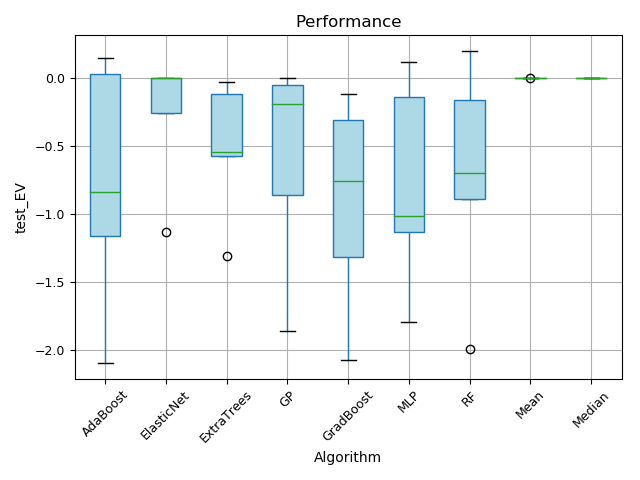 Performance
test_EV
0.0
−0.5
−1.0
−1.5
−2.0
AdaBoost
ElasticNet
ExtraTrees
GP
GradBoost
MLP
RF
Mean
Median
Algorithm